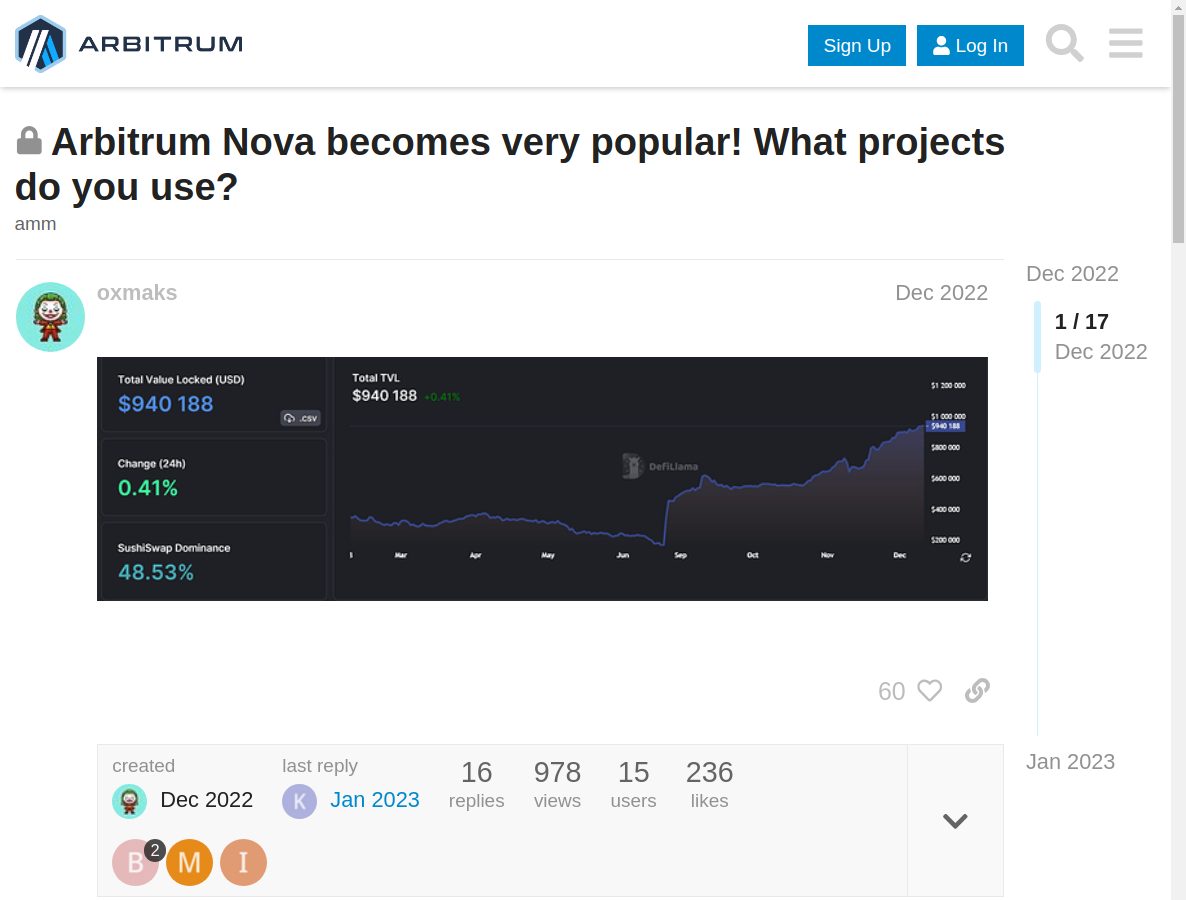 ARBITRUM
Sign Up
Log In
Arbitrum Nova becomes very popular! What projects
do you use?
amm
oxmaks
Dec 2022
Dec 2022
1 / 17
Dec 2022
Total Value Locked (USD)
$940 188
.csv
Change (24h)
0.41%
SushiSwap Dominance
48.53%
Total TVL
$940 188 +0.41%
DefiLlama
$1 200 000
$1 000 000
$940 188
$800 000
$600 000
$400 000
$200 000
Mar Apr May Jun Sep Oct Nov Dec
60
Jan 2023
created
Dec 2022
last reply
K Jan 2023
16
replies
978
views
15
users
236
likes
B 2 M I